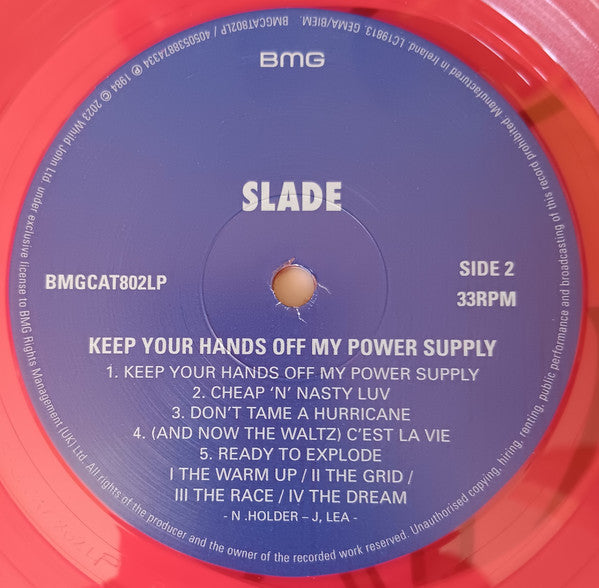 BMG
SLADE
BMGCAT802LP
SIDE 2
33RPM
KEEP YOUR HANDS OFF MY POWER SUPPLY
1. KEEP YOUR HANDS OFF MY POWER SUPPLY
2. CHEAP ‘N’ NASTY LUV
3. DON’T TAME A HURRICANE
4. (AND NOW THE WALTZ) C’EST LA VIE
5. READY TO EXPLODE
I THE WARM UP / II THE GRID /
III THE RACE / IV THE DREAM
- N .HOLDER – J, LEA -
℗ 1984 © 2023 Whild John Ltd. under exclusive license to BMG Rights Management (UK) Ltd. All rights of the producer and the owner of the recorded work reserved. Unauthorised copying, hiring, renting, public performance and broadcasting of this record prohibited. Manufactured in Ireland. LC19813. GEMA/BIEM. BMGCAT802LP / 4050538874334